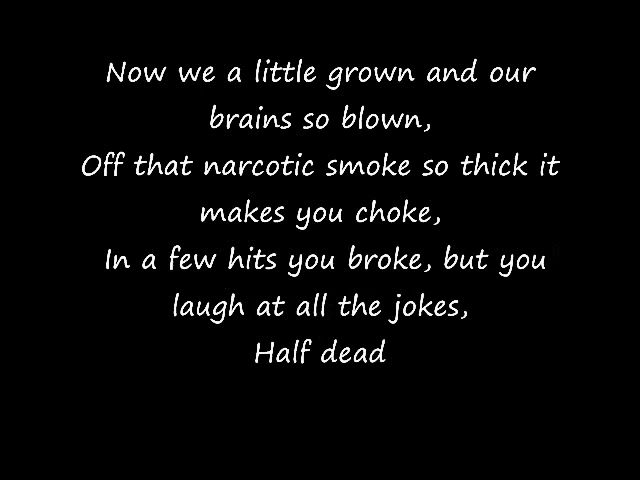 Now we a little grown and our
brains so blown,
Off that narcotic smoke so thick it
makes you choke,
In a few hits you broke, but you
laugh at all the jokes,
Half dead